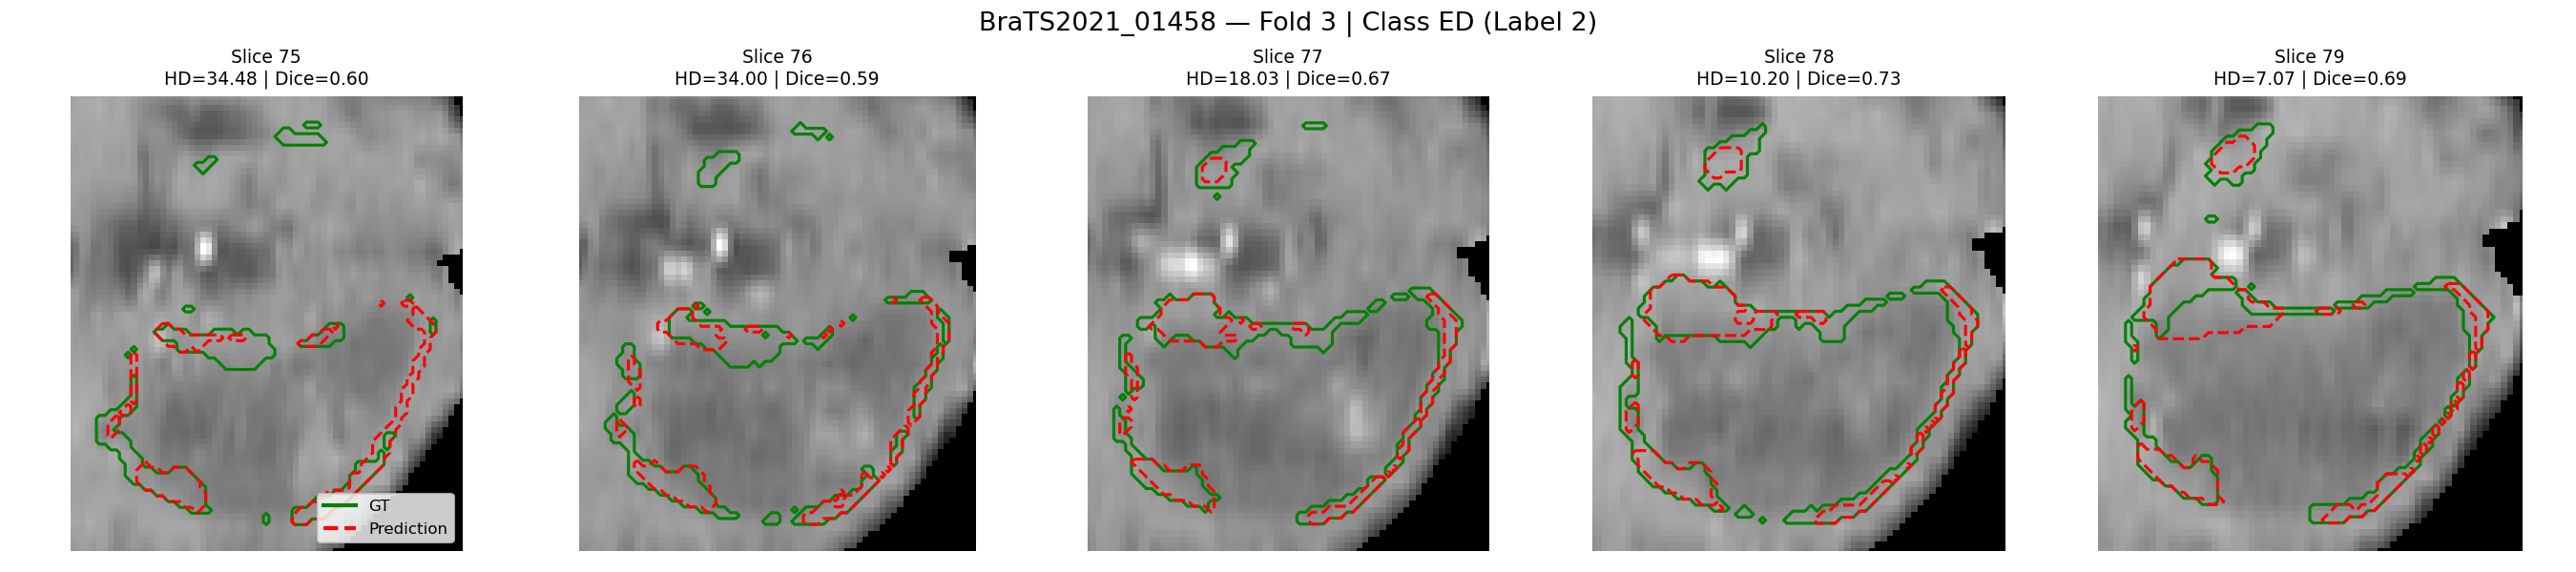 BraTS2021_01458 — Fold 3 | Class ED (Label 2)
Slice 75
HD=34.48 | Dice=0.60
Slice 76
HD=34.00 | Dice=0.59
Slice 77
HD=18.03 | Dice=0.67
Slice 78
HD=10.20 | Dice=0.73
Slice 79
HD=7.07 | Dice=0.69
GT
Prediction